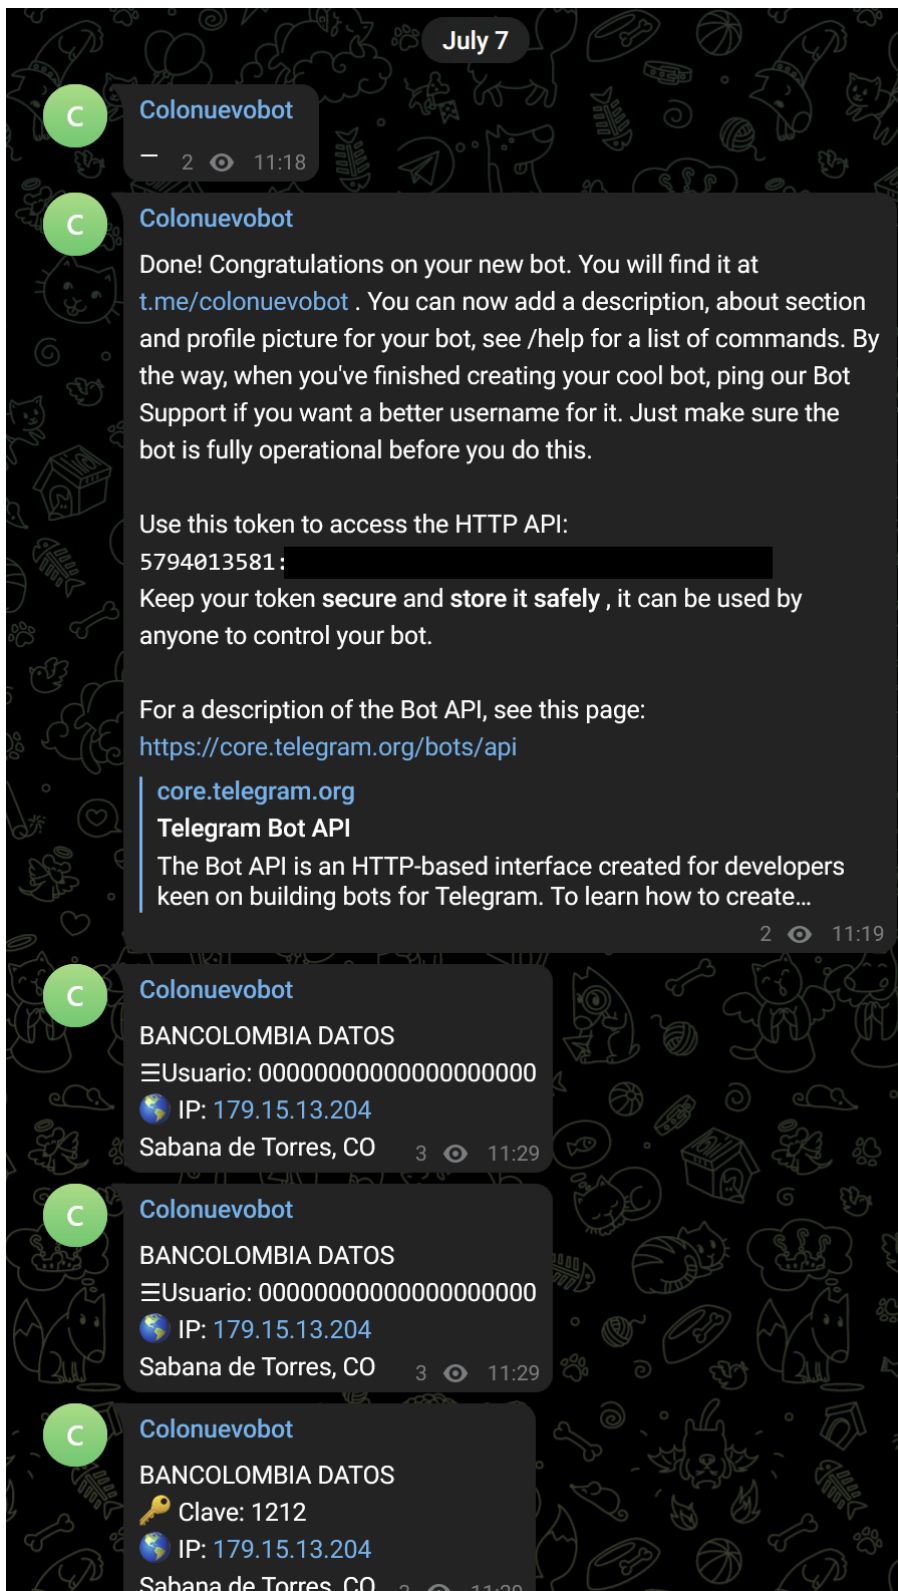 July 7
C
Colonuevobot
– 2 11:18
C
Colonuevobot
Done! Congratulations on your new bot. You will find it at
t.me/colonuevobot . You can now add a description, about section
and profile picture for your bot, see /help for a list of commands. By
the way, when you've finished creating your cool bot, ping our Bot
Support if you want a better username for it. Just make sure the
bot is fully operational before you do this.
Use this token to access the HTTP API:
5794013581:
Keep your token secure and store it safely , it can be used by
anyone to control your bot.
For a description of the Bot API, see this page:
https://core.telegram.org/bots/api
core.telegram.org
Telegram Bot API
The Bot API is an HTTP-based interface created for developers
keen on building bots for Telegram. To learn how to create...
2 11:19
C
Colonuevobot
BANCOLOMBIA DATOS
☰Usuario: 00000000000000000000
🌎 IP: 179.15.13.204
Sabana de Torres, CO 3 11:29
C
Colonuevobot
BANCOLOMBIA DATOS
☰Usuario: 00000000000000000000
🌎 IP: 179.15.13.204
Sabana de Torres, CO 3 11:29
C
Colonuevobot
BANCOLOMBIA DATOS
🔑 Clave: 1212
🌎 IP: 179.15.13.204
Sabana de Torres, CO 3 11:29